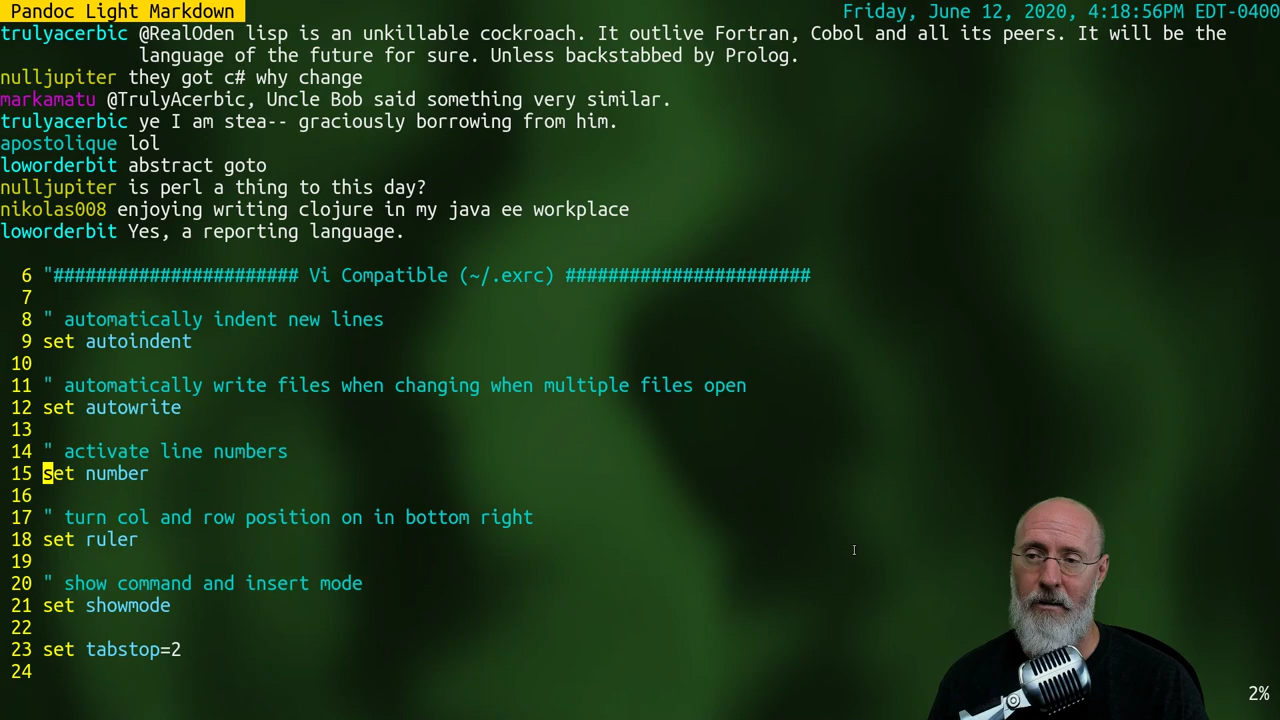 Pandoc Light Markdown
Friday, June 12, 2020, 4:18:56PM EDT-0400
trulyacerbic @RealOden lisp is an unkillable cockroach. It outlive Fortran, Cobol and all its peers. It will be the
language of the future for sure. Unless backstabbed by Prolog.
nulljupiter they got c# why change
markamatu @TrulyAcerbic, Uncle Bob said something very similar.
trulyacerbic ye I am stea-- graciously borrowing from him.
apostolique lol
loworderbit abstract goto
nulljupiter is perl a thing to this day?
nikolas008 enjoying writing clojure in my java ee workplace
loworderbit Yes, a reporting language.
6 "####################### Vi Compatible (~/.exrc) #######################
7
8 " automatically indent new lines
9 set autoindent
10
11 " automatically write files when changing when multiple files open
12 set autowrite
13
14 " activate line numbers
15 set number
16
17 " turn col and row position on in bottom right
18 set ruler
19
20 " show command and insert mode
21 set showmode
22
23 set tabstop=2
24
2%